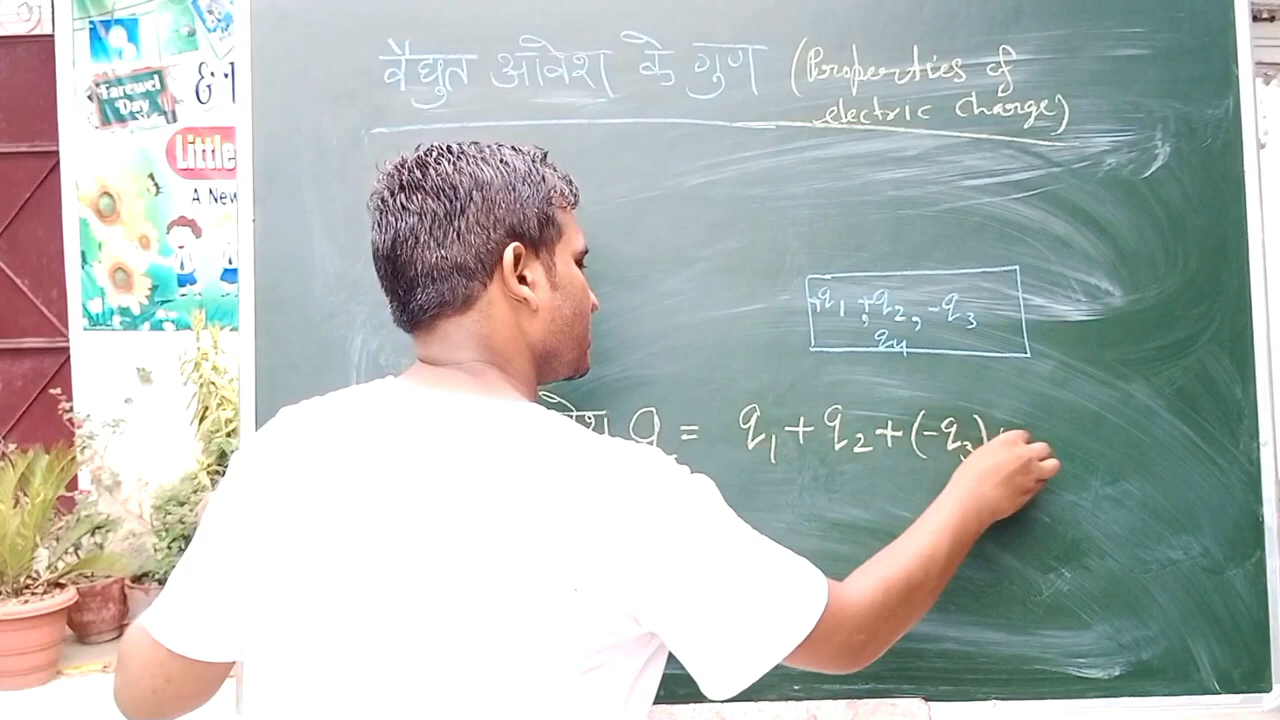 वैद्युत आवेश के गुण (Properties of
electric charge)
Farewel
Day
& T
Little
A New
+q₁, +q₂, -q₃
q₄
Q = q₁ + q₂ + (-q₃)